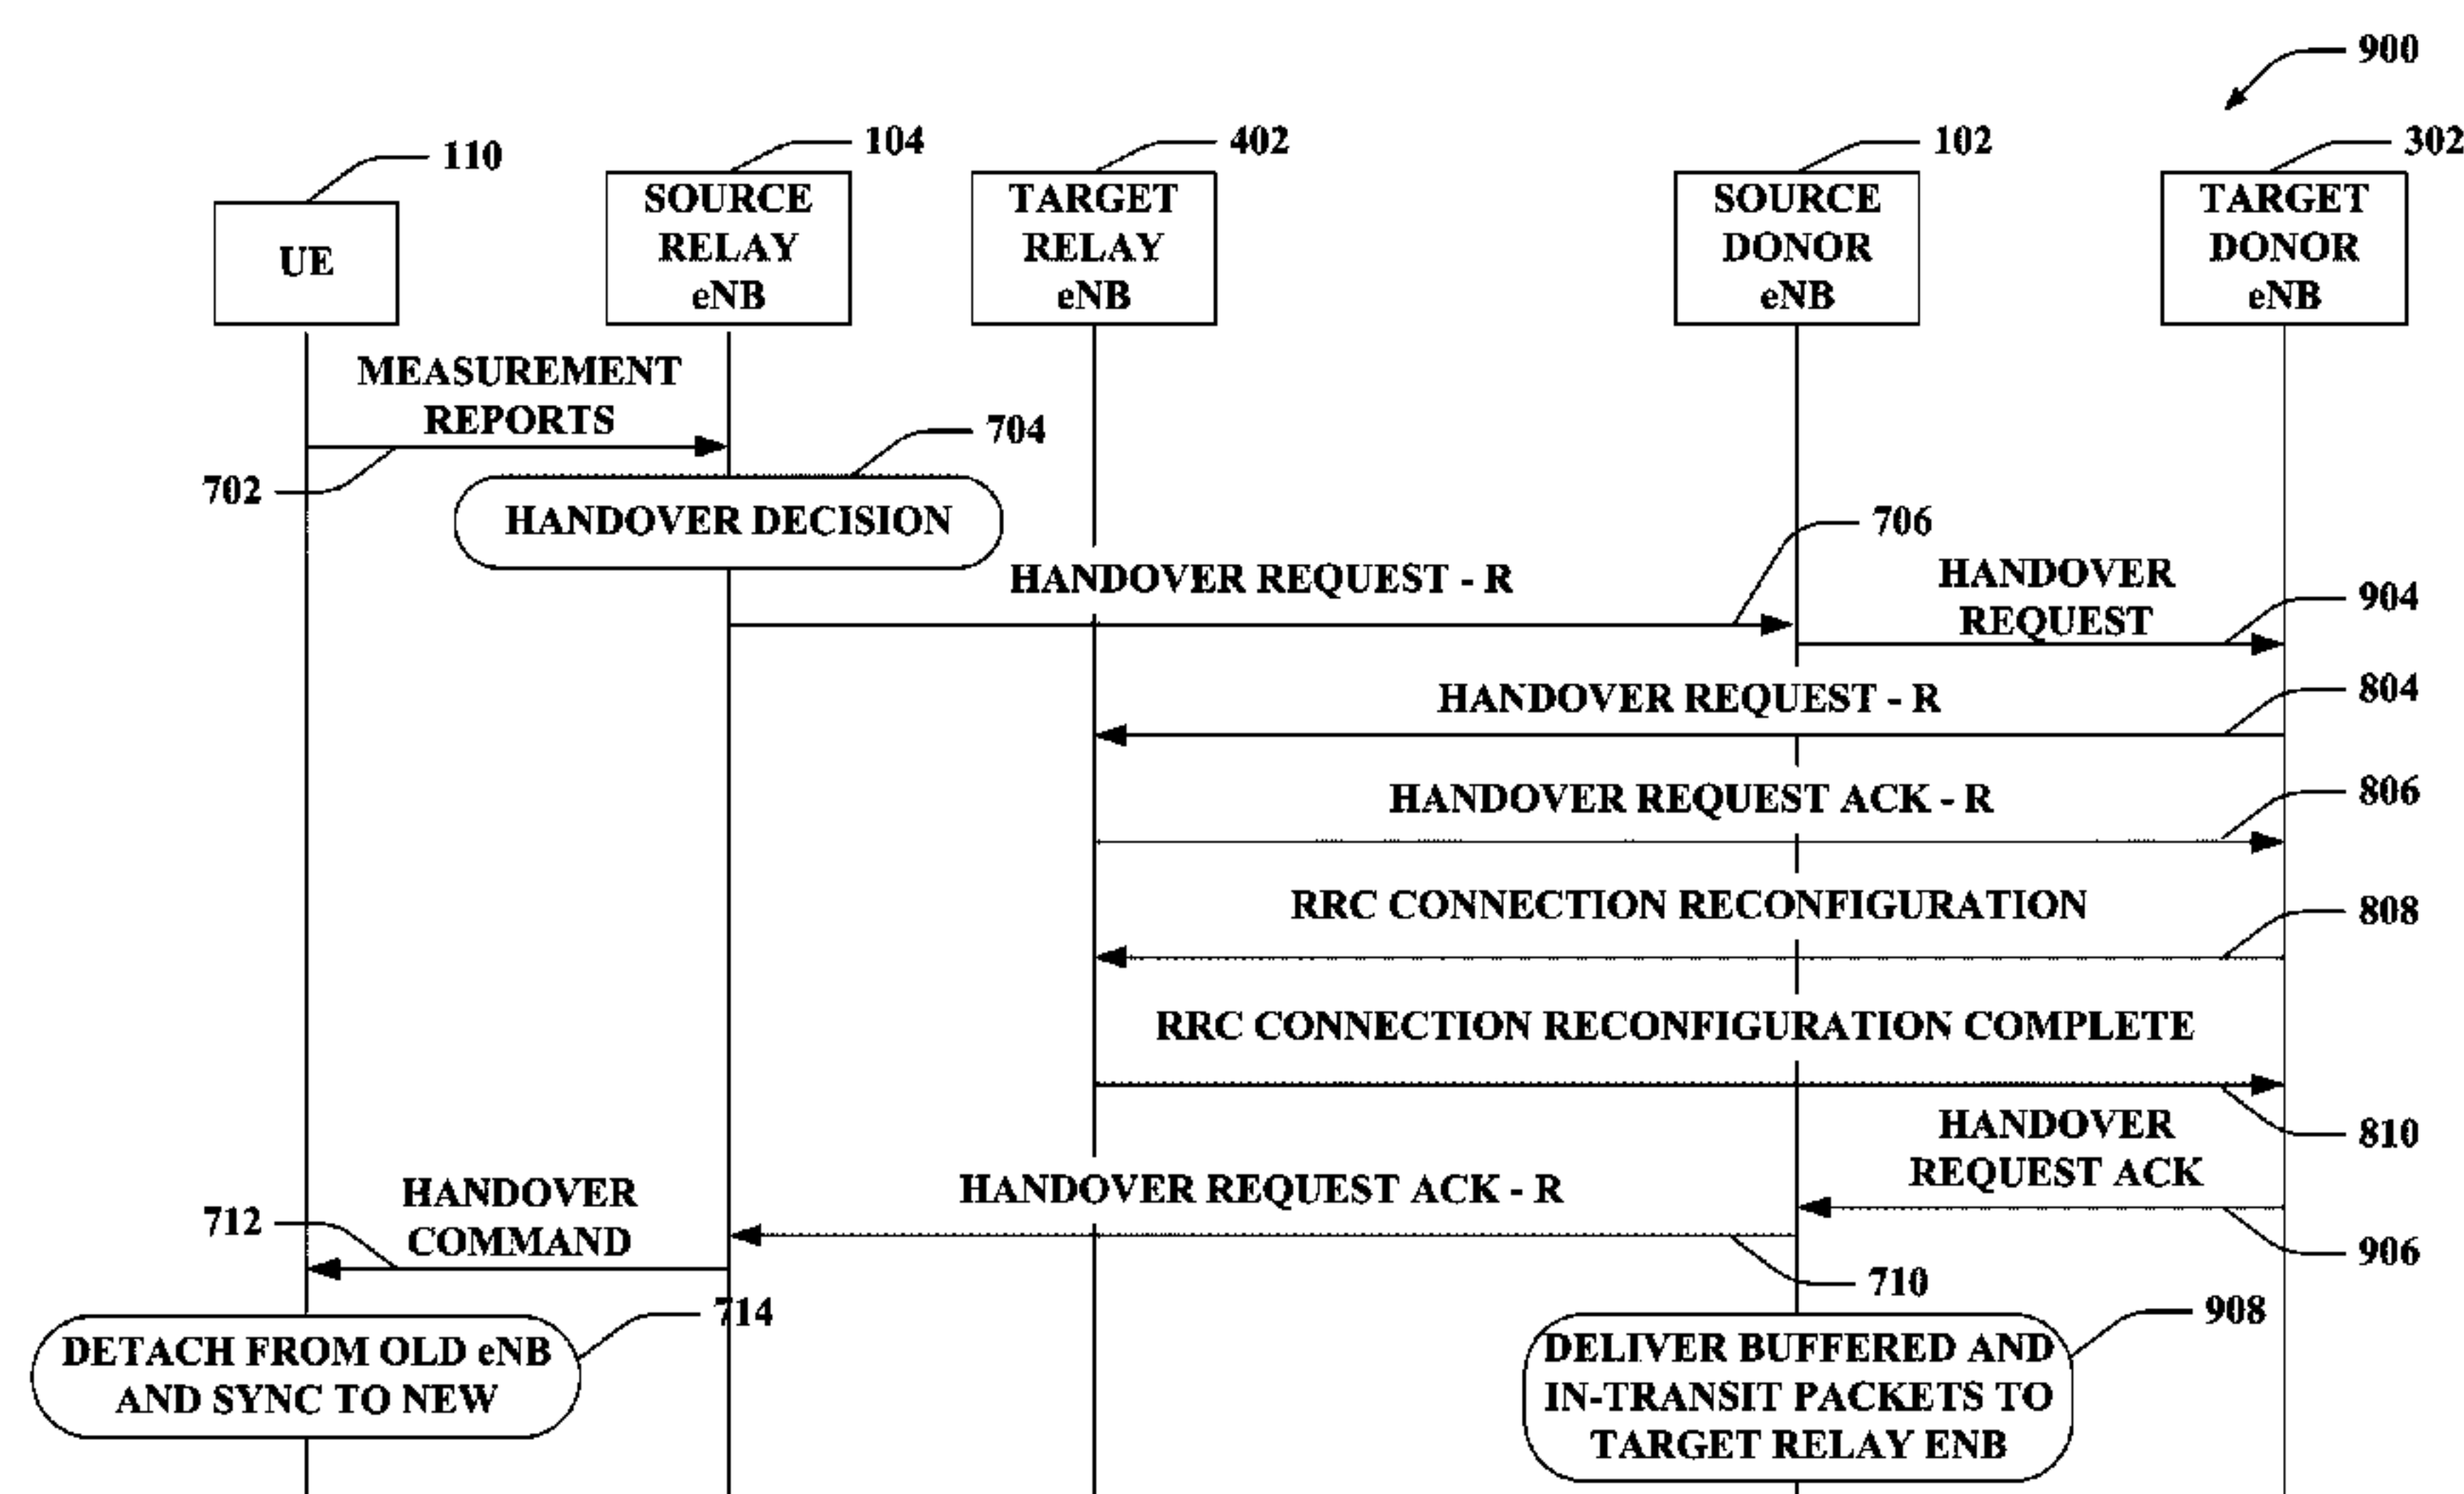 900
110
104
402
102
302
UE
SOURCE
RELAY
eNB
TARGET
RELAY
eNB
SOURCE
DONOR
eNB
TARGET
DONOR
eNB
MEASUREMENT
REPORTS
702
704
HANDOVER DECISION
706
HANDOVER REQUEST - R
HANDOVER
REQUEST
904
HANDOVER REQUEST - R
804
HANDOVER REQUEST ACK - R
806
RRC CONNECTION RECONFIGURATION
808
RRC CONNECTION RECONFIGURATION COMPLETE
810
HANDOVER
REQUEST ACK
906
HANDOVER REQUEST ACK - R
710
HANDOVER
COMMAND
712
714
DETACH FROM OLD eNB
AND SYNC TO NEW
908
DELIVER BUFFERED AND
IN-TRANSIT PACKETS TO
TARGET RELAY ENB